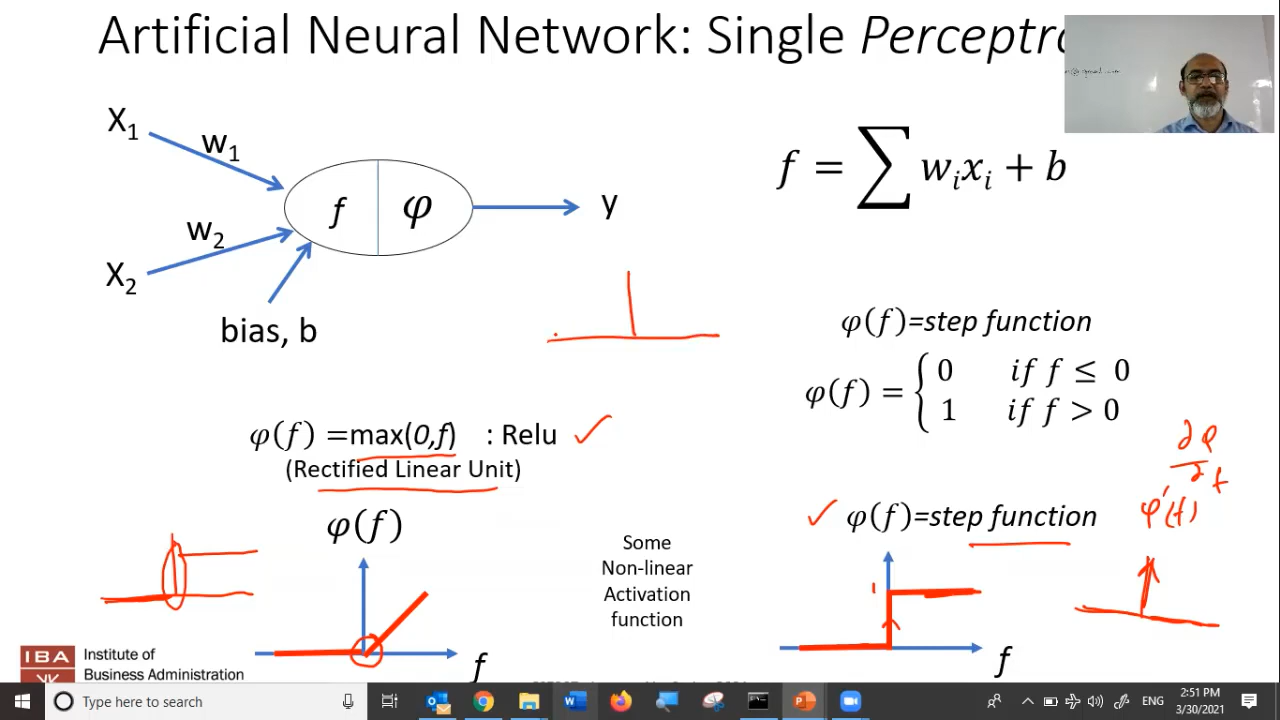 Artificial Neural Network: Single Perceptro
X1
w1
f
φ
y
w2
X2
bias, b
f = ∑ wᵢxᵢ + b
φ(f)=step function
φ(f) = { 0 if f ≤ 0
1 if f > 0
φ(f) =max(0,f) : Relu
(Rectified Linear Unit)
φ(f)
f
Some
Non-linear
Activation
function
φ(f)=step function
∂φ
∂f
φ'(f)
1
f
IBA
Institute of
Business Administration
Type here to search
ENG
2:51 PM
3/30/2021